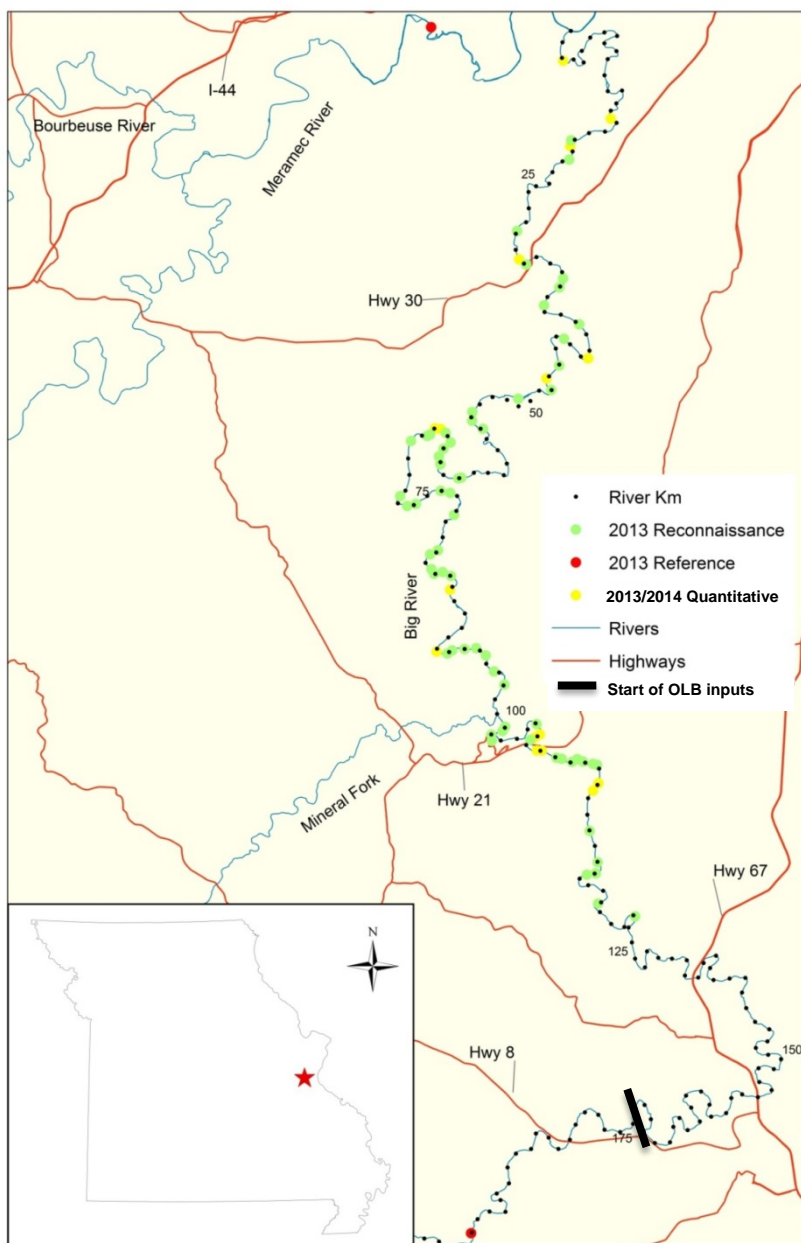 I-44
Bourbeuse River
Meramec River
25
Hwy 30
50
River Km
2013 Reconnaissance
2013 Reference
2013/2014 Quantitative
Rivers
Highways
Start of OLB inputs
75
Big River
100
Mineral Fork
Hwy 21
Hwy 67
125
N
Hwy 8
150
175